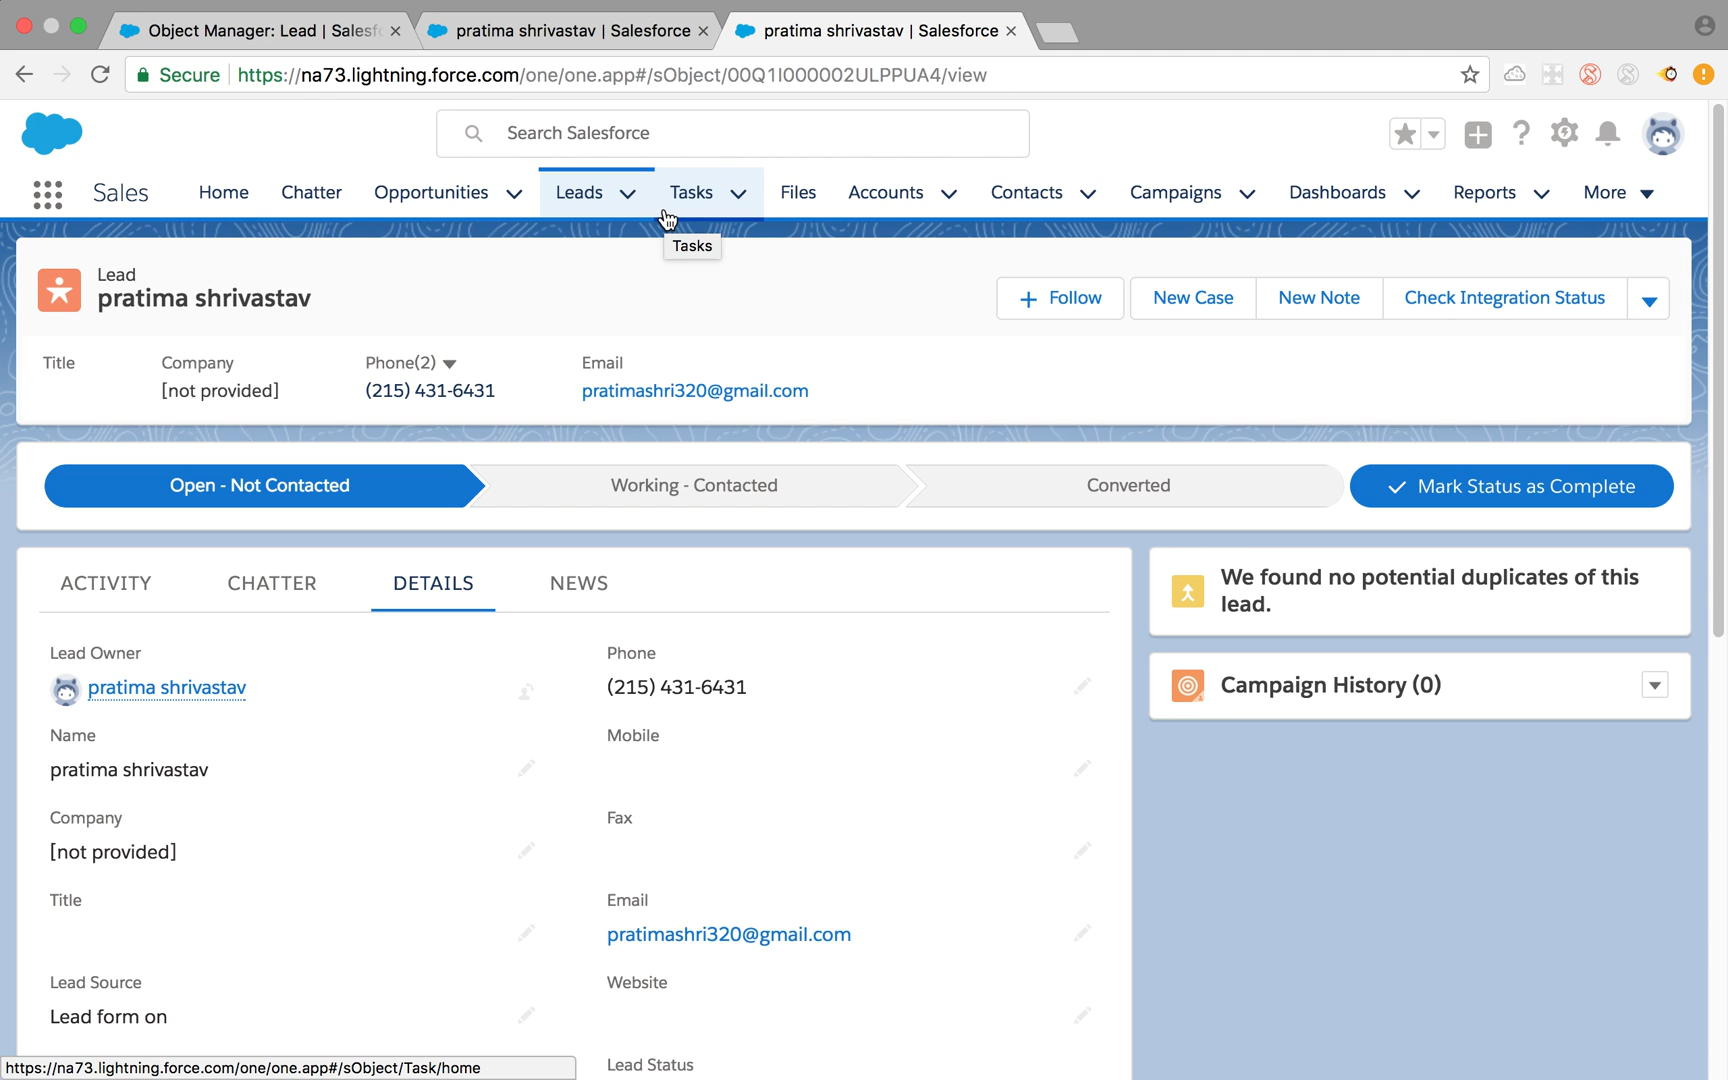 Object Manager: Lead | Salesf
pratima shrivastav | Salesforce
pratima shrivastav | Salesforce
Secure
https://na73.lightning.force.com/one/one.app#/sObject/00Q1I000002ULPPUA4/view
Search Salesforce
Sales
Home
Chatter
Opportunities
Leads
Tasks
Files
Accounts
Contacts
Campaigns
Dashboards
Reports
More
Tasks
Lead
pratima shrivastav
+ Follow
New Case
New Note
Check Integration Status
Title
Company
Phone(2)
Email
[not provided]
(215) 431-6431
pratimashri320@gmail.com
Open - Not Contacted
Working - Contacted
Converted
Mark Status as Complete
ACTIVITY
CHATTER
DETAILS
NEWS
We found no potential duplicates of this
lead.
Campaign History (0)
Lead Owner
pratima shrivastav
Phone
(215) 431-6431
Name
pratima shrivastav
Mobile
Company
[not provided]
Fax
Title
Email
pratimashri320@gmail.com
Lead Source
Lead form on
Website
Lead Status
https://na73.lightning.force.com/one/one.app#/sObject/Task/home